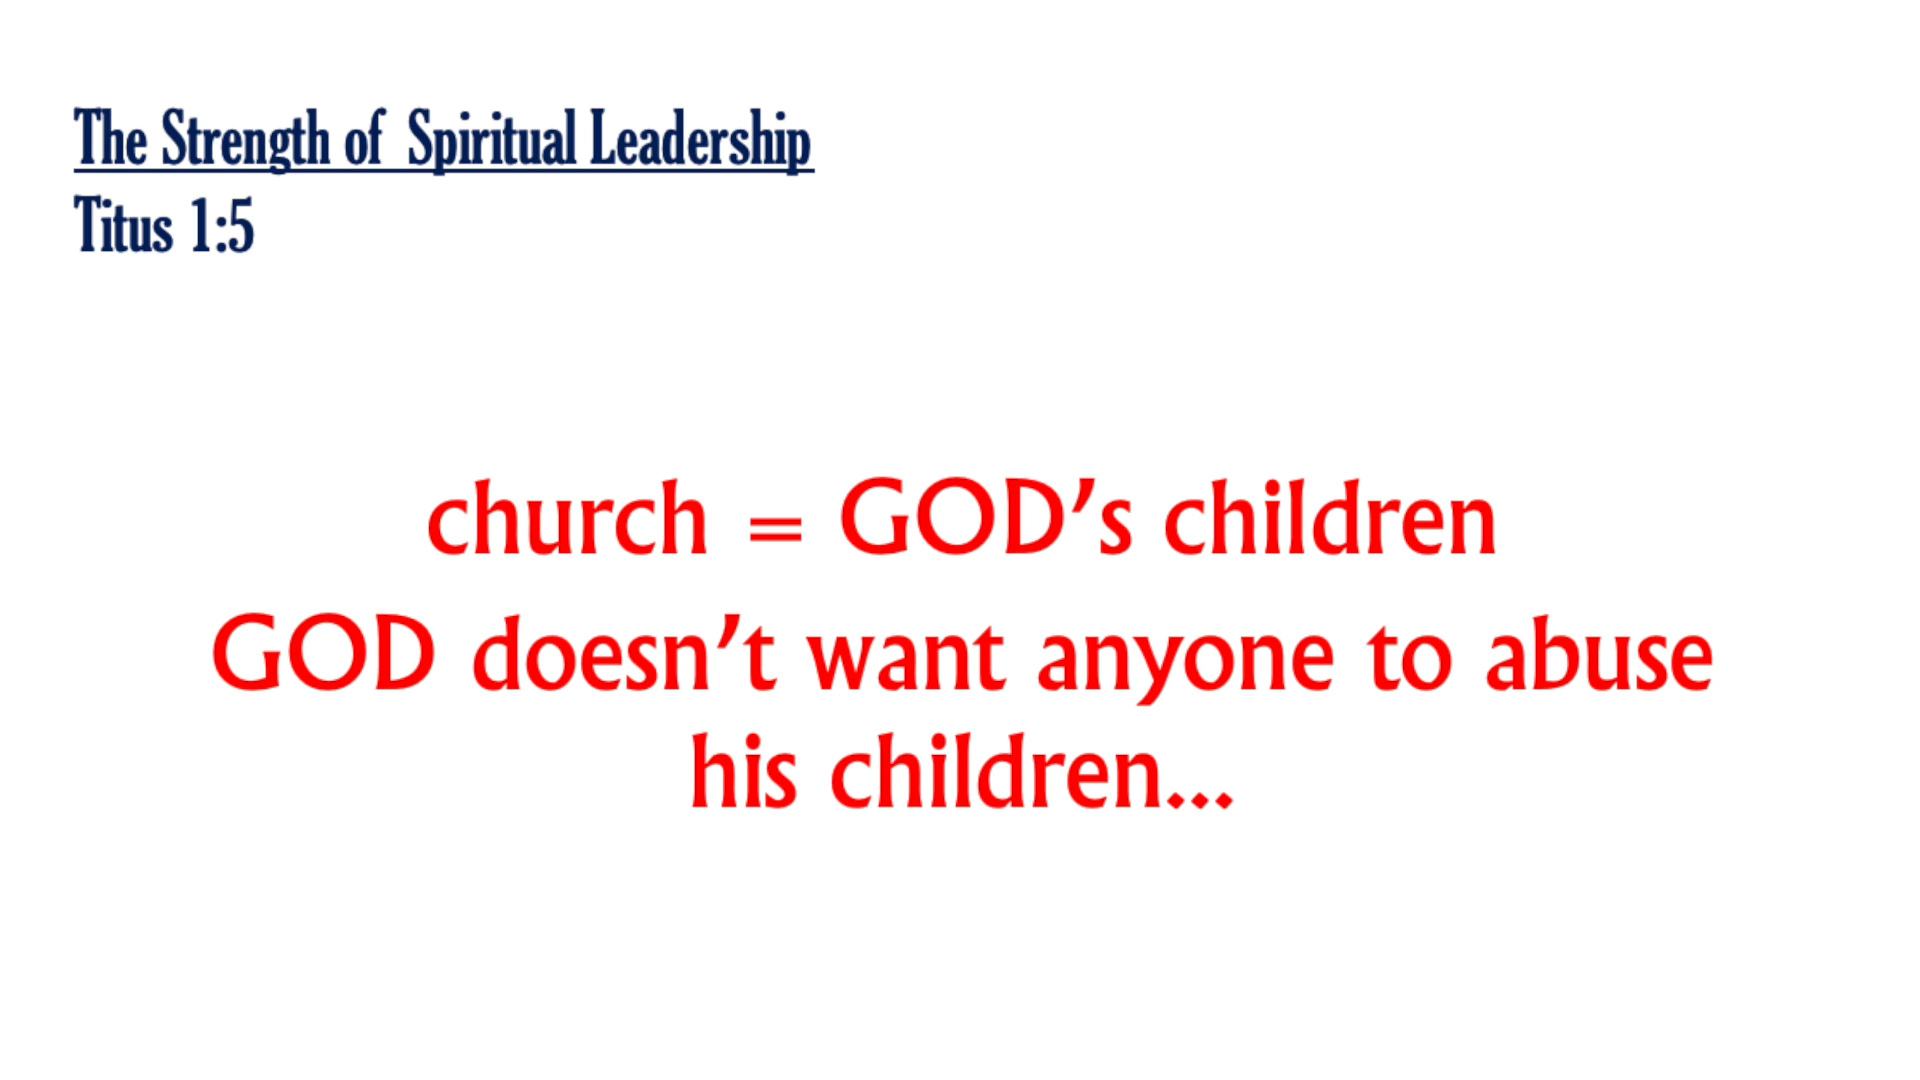 The Strength of  Spiritual Leadership
Titus 1:5
church = GOD’s children
GOD doesn’t want anyone to abuse
his children...